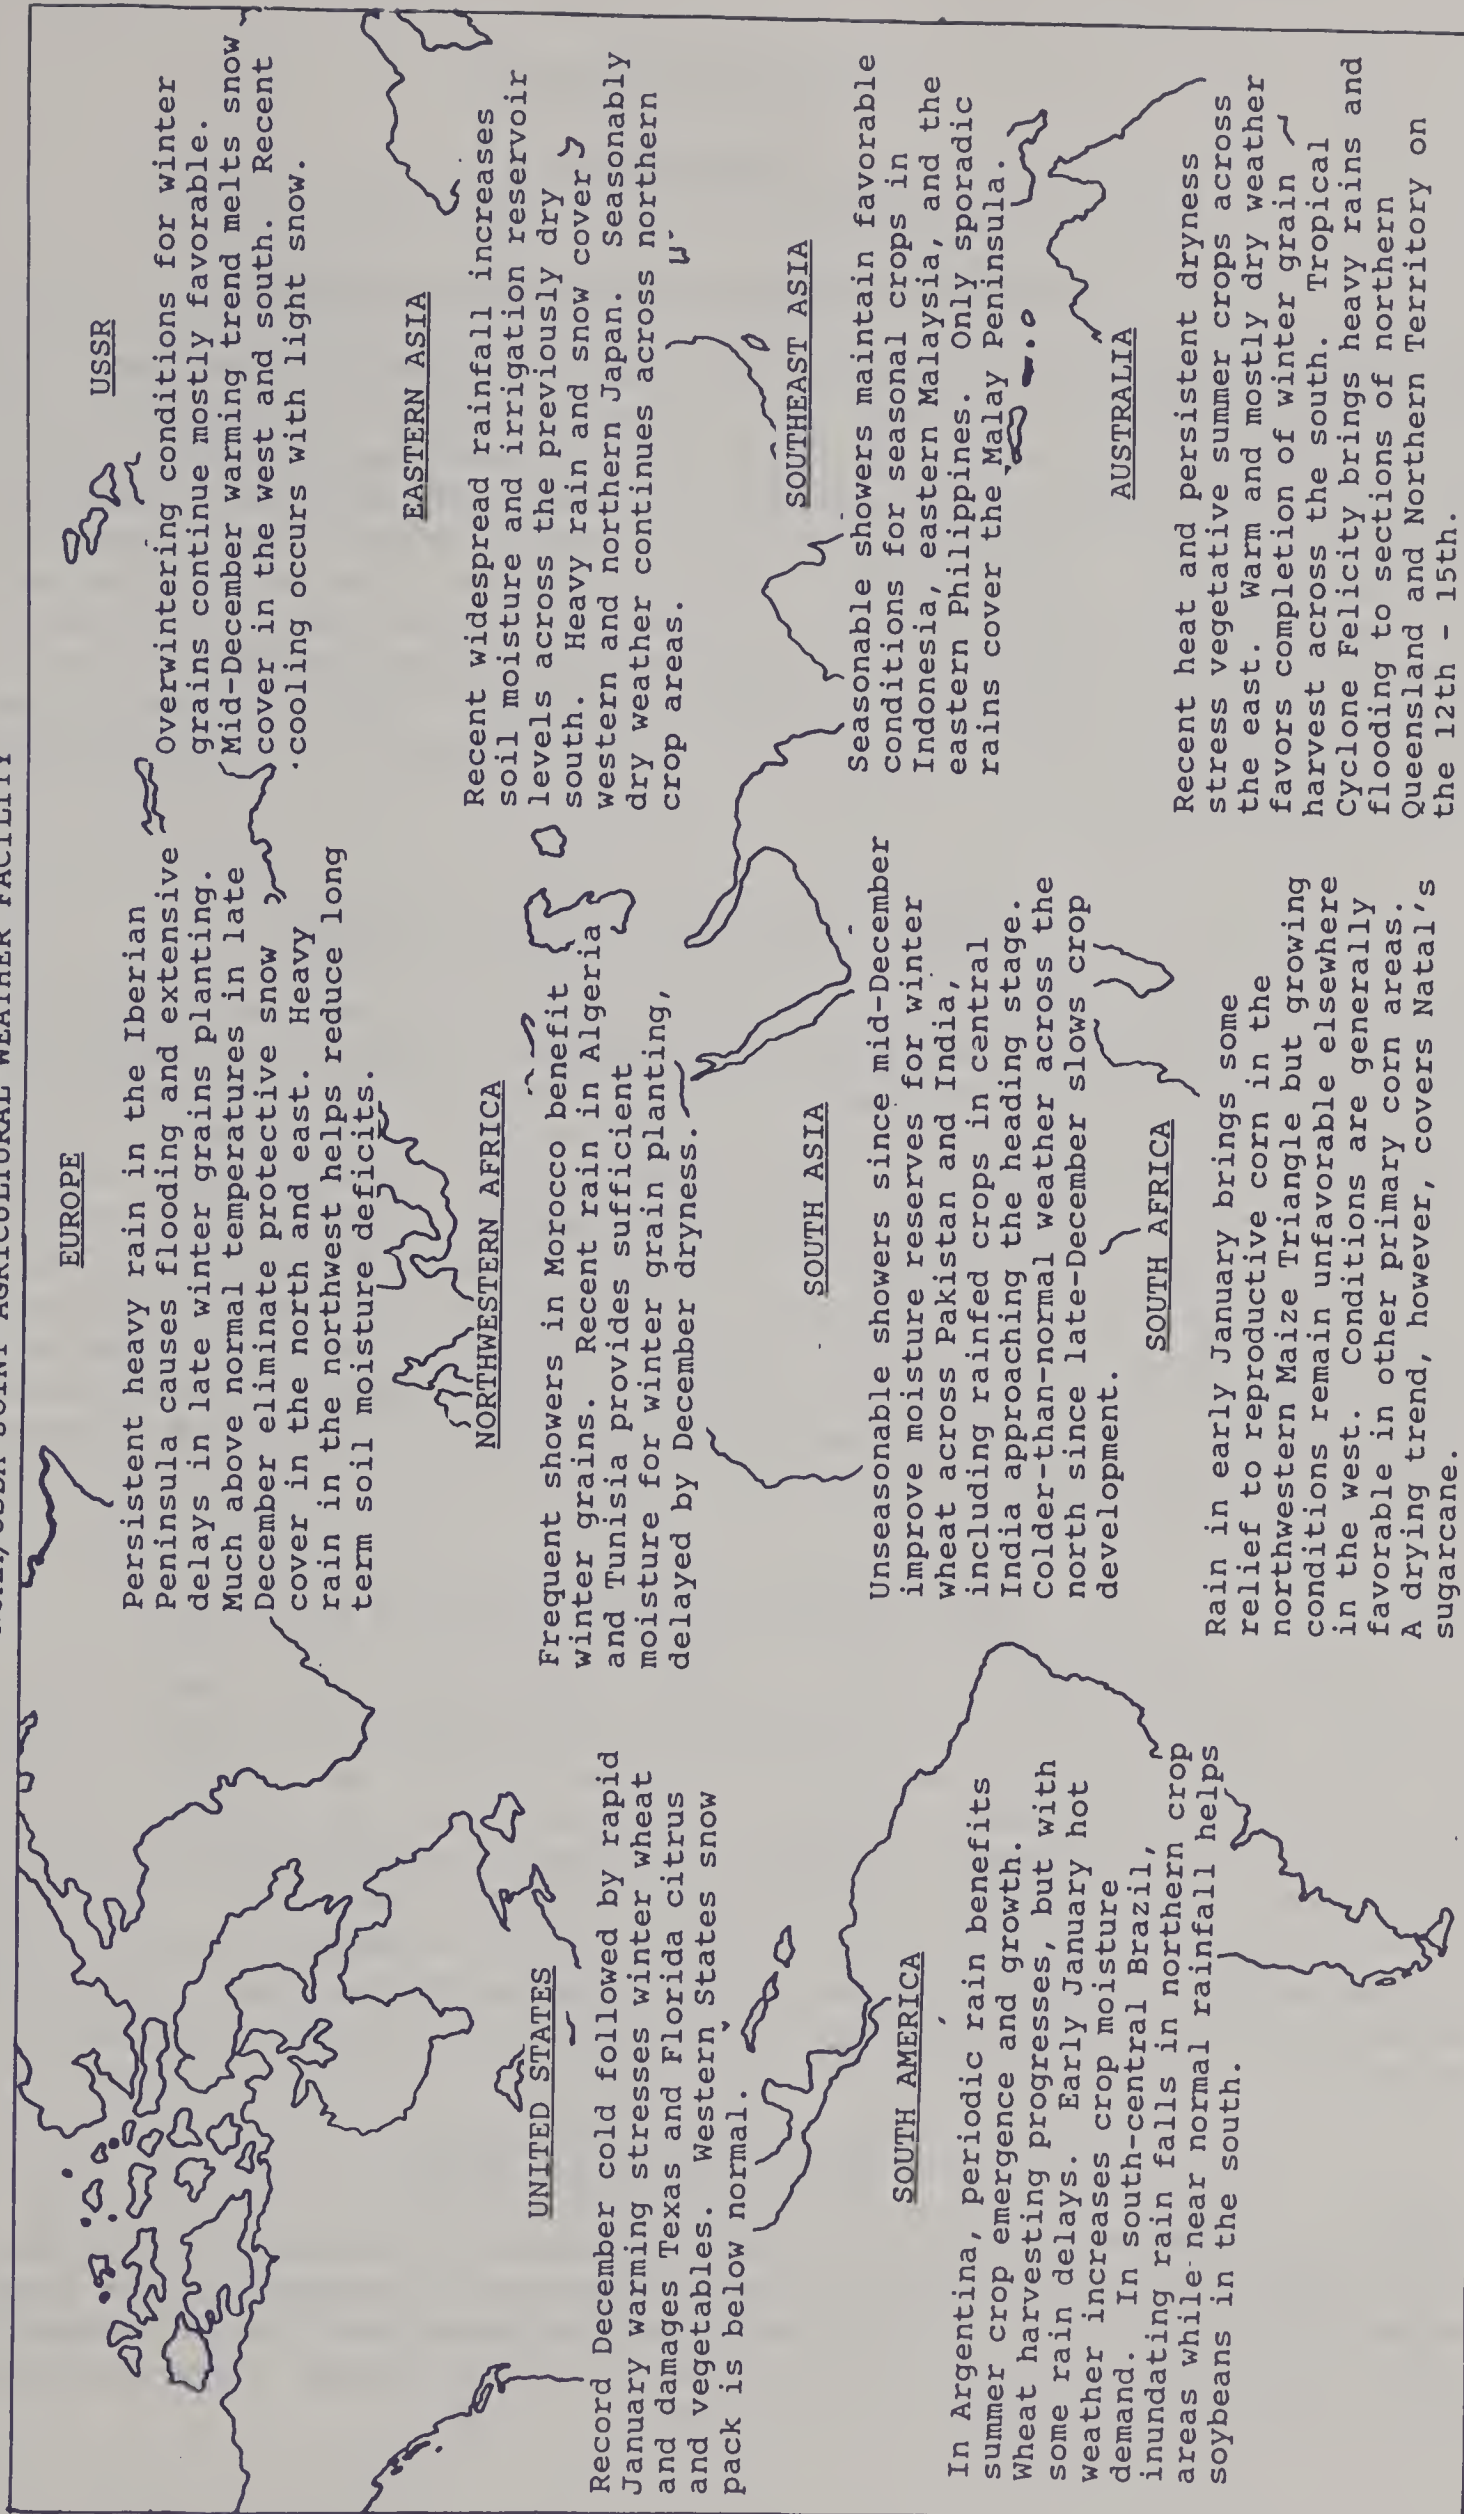 NOAA/USDA JOINT AGRICULTURAL WEATHER FACILITY
UNITED STATES
Record December cold followed by rapid
January warming stresses winter wheat
and damages Texas and Florida citrus
and vegetables. Western States snow
pack is below normal.
SOUTH AMERICA
In Argentina, periodic rain benefits
summer crop emergence and growth.
Wheat harvesting progresses, but with
some rain delays. Early January hot
weather increases crop moisture
demand. In south-central Brazil,
inundating rain falls in northern crop
areas while near normal rainfall helps
soybeans in the south.
EUROPE
Persistent heavy rain in the Iberian
Peninsula causes flooding and extensive
delays in late winter grains planting.
Much above normal temperatures in late
December eliminate protective snow
cover in the north and east. Heavy
rain in the northwest helps reduce long
term soil moisture deficits.
NORTHWESTERN AFRICA
Frequent showers in Morocco benefit
winter grains. Recent rain in Algeria
and Tunisia provides sufficient
moisture for winter grain planting,
delayed by December dryness.
SOUTH ASIA
Unseasonable showers since mid-December
improve moisture reserves for winter
wheat across Pakistan and India,
including rainfed crops in central
India approaching the heading stage.
Colder-than-normal weather across the
north since late-December slows crop
development.
SOUTH AFRICA
Rain in early January brings some
relief to reproductive corn in the
northwestern Maize Triangle but growing
conditions remain unfavorable elsewhere
in the west. Conditions are generally
favorable in other primary corn areas.
A drying trend, however, covers Natal's
sugarcane.
USSR
Overwintering conditions for winter
grains continue mostly favorable.
Mid-December warming trend melts snow
cover in the west and south. Recent
cooling occurs with light snow.
EASTERN ASIA
Recent widespread rainfall increases
soil moisture and irrigation reservoir
levels across the previously dry
south. Heavy rain and snow cover
western and northern Japan. Seasonably
dry weather continues across northern
crop areas.
SOUTHEAST ASIA
Seasonable showers maintain favorable
conditions for seasonal crops in
Indonesia, eastern Malaysia, and the
eastern Philippines. Only sporadic
rains cover the Malay Peninsula.
AUSTRALIA
Recent heat and persistent dryness
stress vegetative summer crops across
the east. Warm and mostly dry weather
favors completion of winter grain
harvest across the south. Tropical
Cyclone Felicity brings heavy rains and
flooding to sections of northern
Queensland and Northern Territory on
the 12th - 15th.